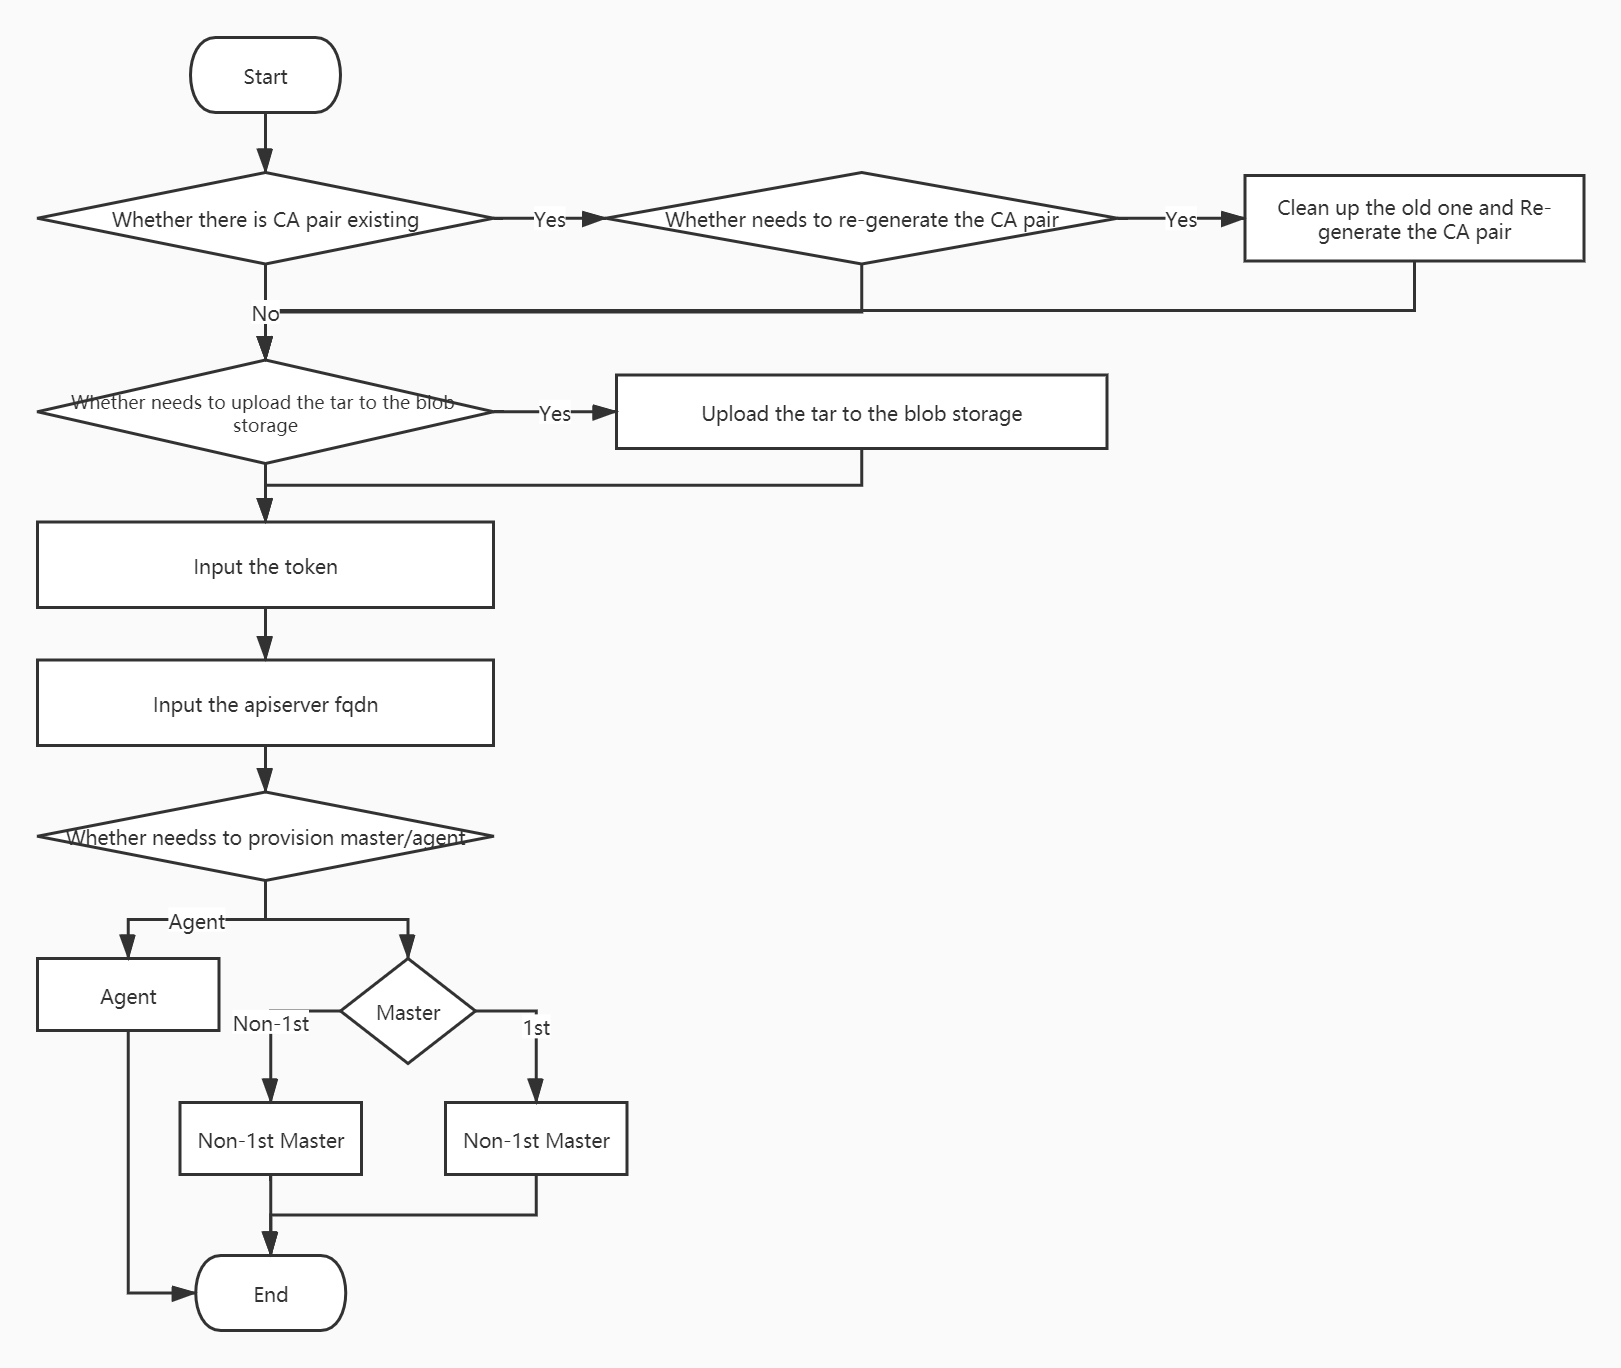 Start
Whether there is CA pair existing
Yes
Whether needs to re-generate the CA pair
Yes
Clean up the old one and Re-
generate the CA pair
No
Whether needs to upload the tar to the blob
storage
Yes
Upload the tar to the blob storage
Input the token
Input the apiserver fqdn
Whether needss to provision master/agent
Agent
Agent
Master
Non-1st
1st
Non-1st Master
Non-1st Master
End